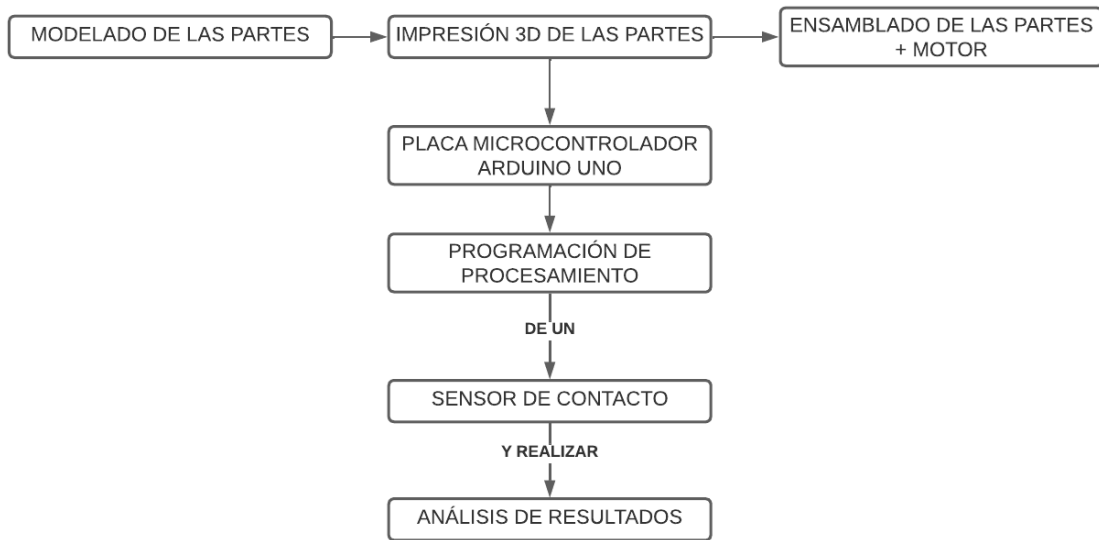 MODELADO DE LAS PARTES
IMPRESIÓN 3D DE LAS PARTES
ENSAMBLADO DE LAS PARTES
+ MOTOR
PLACA MICROCONTROLADOR
ARDUINO UNO
PROGRAMACIÓN DE
PROCESAMIENTO
DE UN
SENSOR DE CONTACTO
Y REALIZAR
ANÁLISIS DE RESULTADOS